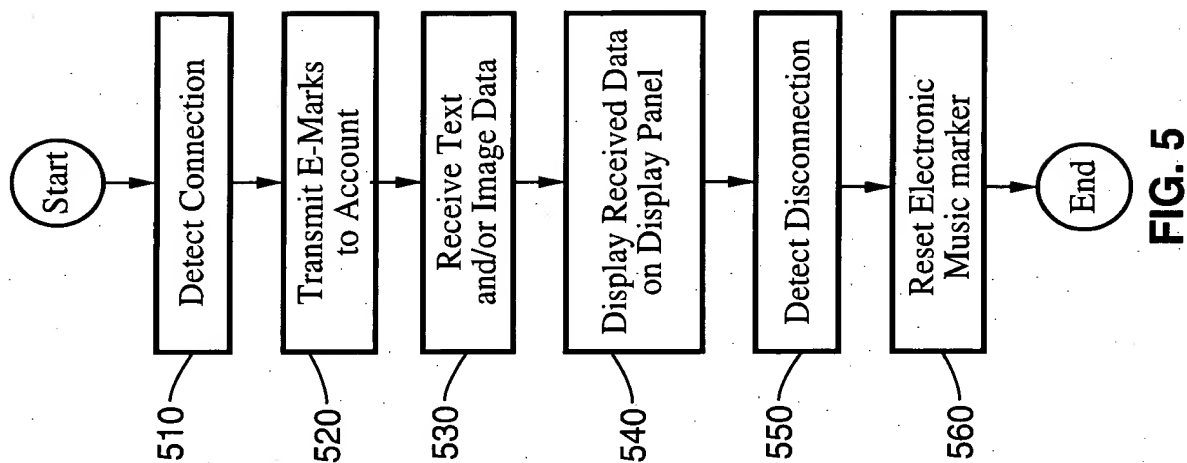 Start
510
Detect Connection
520
Transmit E-Marks
to Account
530
Receive Text
and/or Image Data
540
Display Received Data
on Display Panel
550
Detect Disconnection
560
Reset Electronic
Music marker
End
FIG. 5